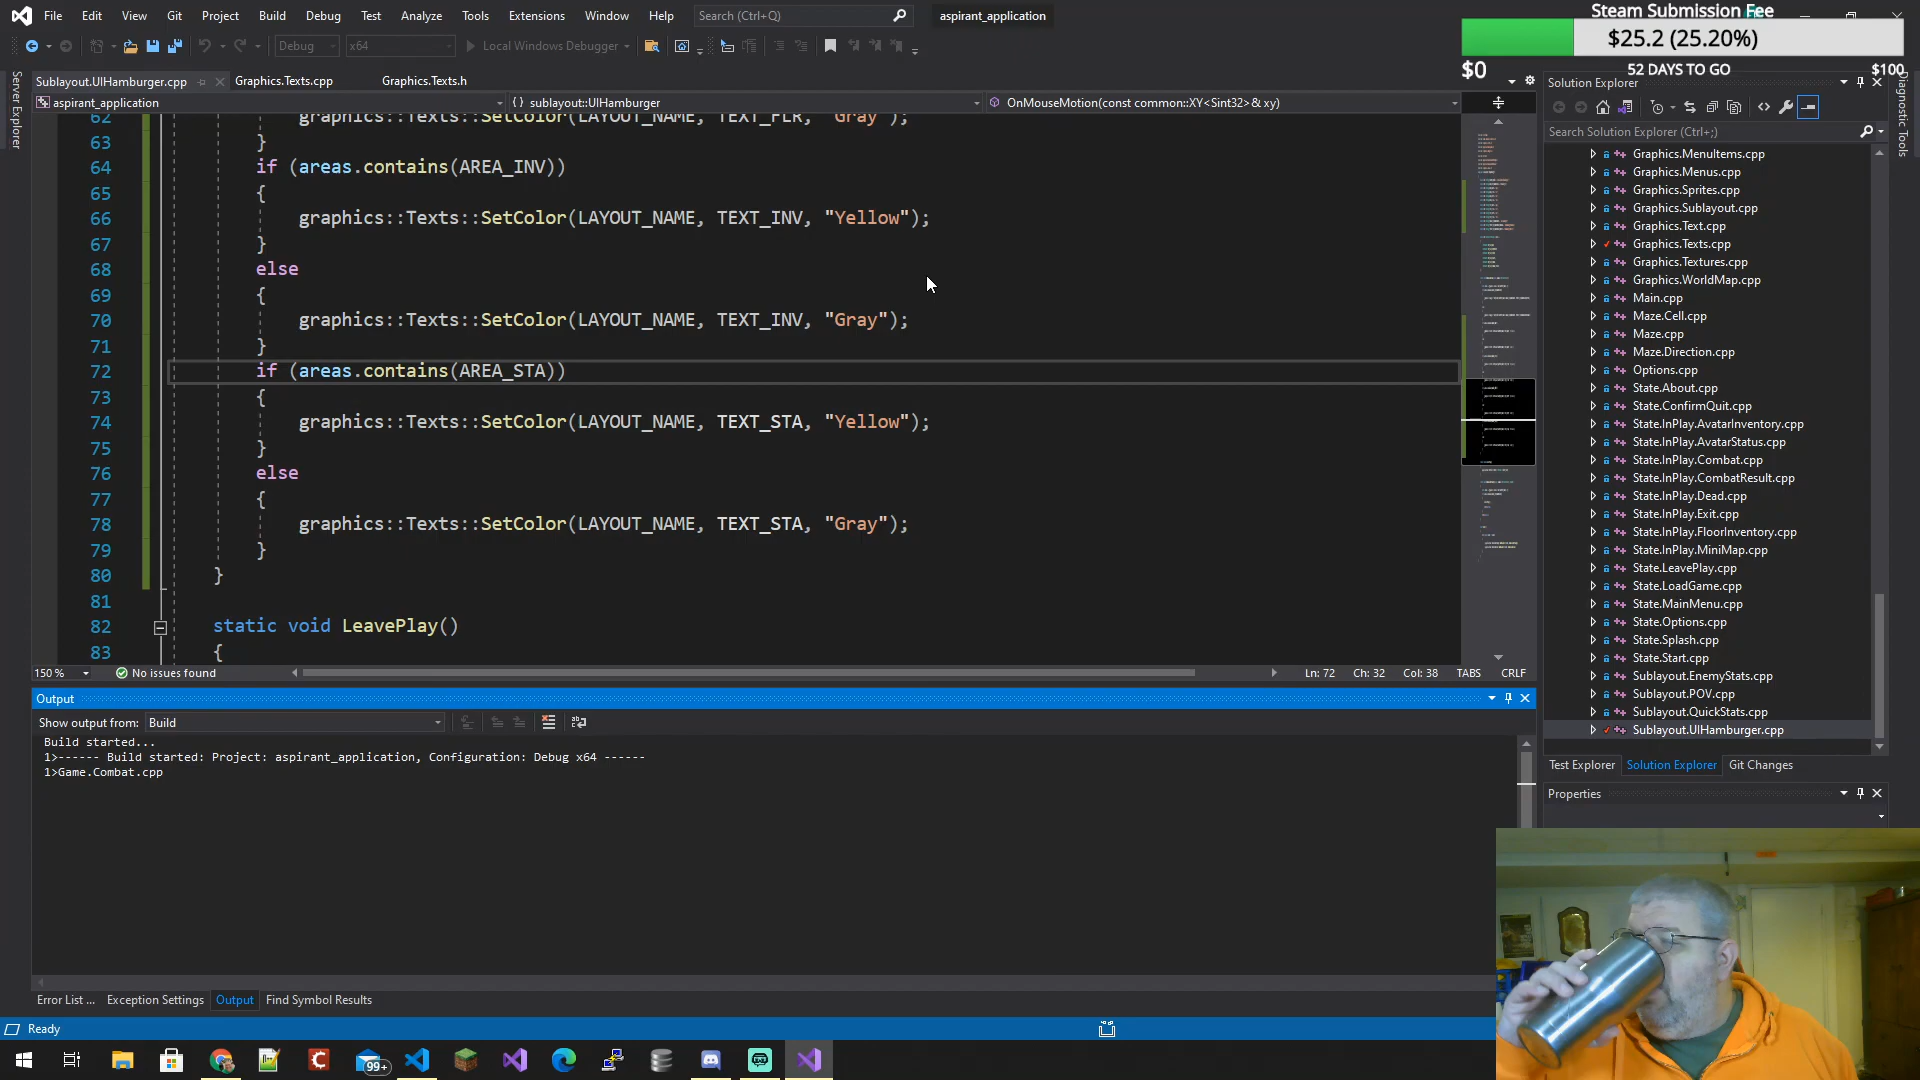 File Edit View Git Project Build Debug Test Analyze Tools Extensions Window Help Search (Ctrl+Q) aspirant_application
Steam Submission Fee
$25.2 (25.20%)
$0 52 DAYS TO GO $100
Debug x64 Local Windows Debugger
Server Explorer
Diagnostic Tools
Sublayout.UIHamburger.cpp Graphics.Texts.cpp Graphics.Texts.h
aspirant_application sublayout::UIHamburger OnMouseMotion(const common::XY<Sint32>& xy)
62 graphics::Texts::SetColor(LAYOUT_NAME, TEXT_FLR, "Gray");
63 }
64 if (areas.contains(AREA_INV))
65 {
66 graphics::Texts::SetColor(LAYOUT_NAME, TEXT_INV, "Yellow");
67 }
68 else
69 {
70 graphics::Texts::SetColor(LAYOUT_NAME, TEXT_INV, "Gray");
71 }
72 if (areas.contains(AREA_STA))
73 {
74 graphics::Texts::SetColor(LAYOUT_NAME, TEXT_STA, "Yellow");
75 }
76 else
77 {
78 graphics::Texts::SetColor(LAYOUT_NAME, TEXT_STA, "Gray");
79 }
80 }
81
82 static void LeavePlay()
83 {
150 % No issues found Ln: 72 Ch: 32 Col: 38 TABS CRLF
Output
Show output from: Build
Build started...
1>------ Build started: Project: aspirant_application, Configuration: Debug x64 ------
1>Game.Combat.cpp
Error List ... Exception Settings Output Find Symbol Results
Ready
Solution Explorer
Search Solution Explorer (Ctrl+;)
Graphics.MenuItems.cpp
Graphics.Menus.cpp
Graphics.Sprites.cpp
Graphics.Sublayout.cpp
Graphics.Text.cpp
Graphics.Texts.cpp
Graphics.Textures.cpp
Graphics.WorldMap.cpp
Main.cpp
Maze.Cell.cpp
Maze.cpp
Maze.Direction.cpp
Options.cpp
State.About.cpp
State.ConfirmQuit.cpp
State.InPlay.AvatarInventory.cpp
State.InPlay.AvatarStatus.cpp
State.InPlay.Combat.cpp
State.InPlay.CombatResult.cpp
State.InPlay.Dead.cpp
State.InPlay.Exit.cpp
State.InPlay.FloorInventory.cpp
State.InPlay.MiniMap.cpp
State.LeavePlay.cpp
State.LoadGame.cpp
State.MainMenu.cpp
State.Options.cpp
State.Splash.cpp
State.Start.cpp
Sublayout.EnemyStats.cpp
Sublayout.POV.cpp
Sublayout.QuickStats.cpp
Sublayout.UIHamburger.cpp
Test Explorer Solution Explorer Git Changes
Properties
99+